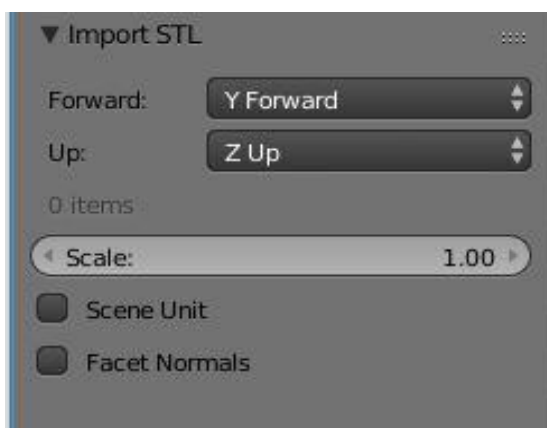 Import STL
Forward: Y Forward
Up: Z Up
0 items
Scale: 1.00
Scene Unit
Facet Normals